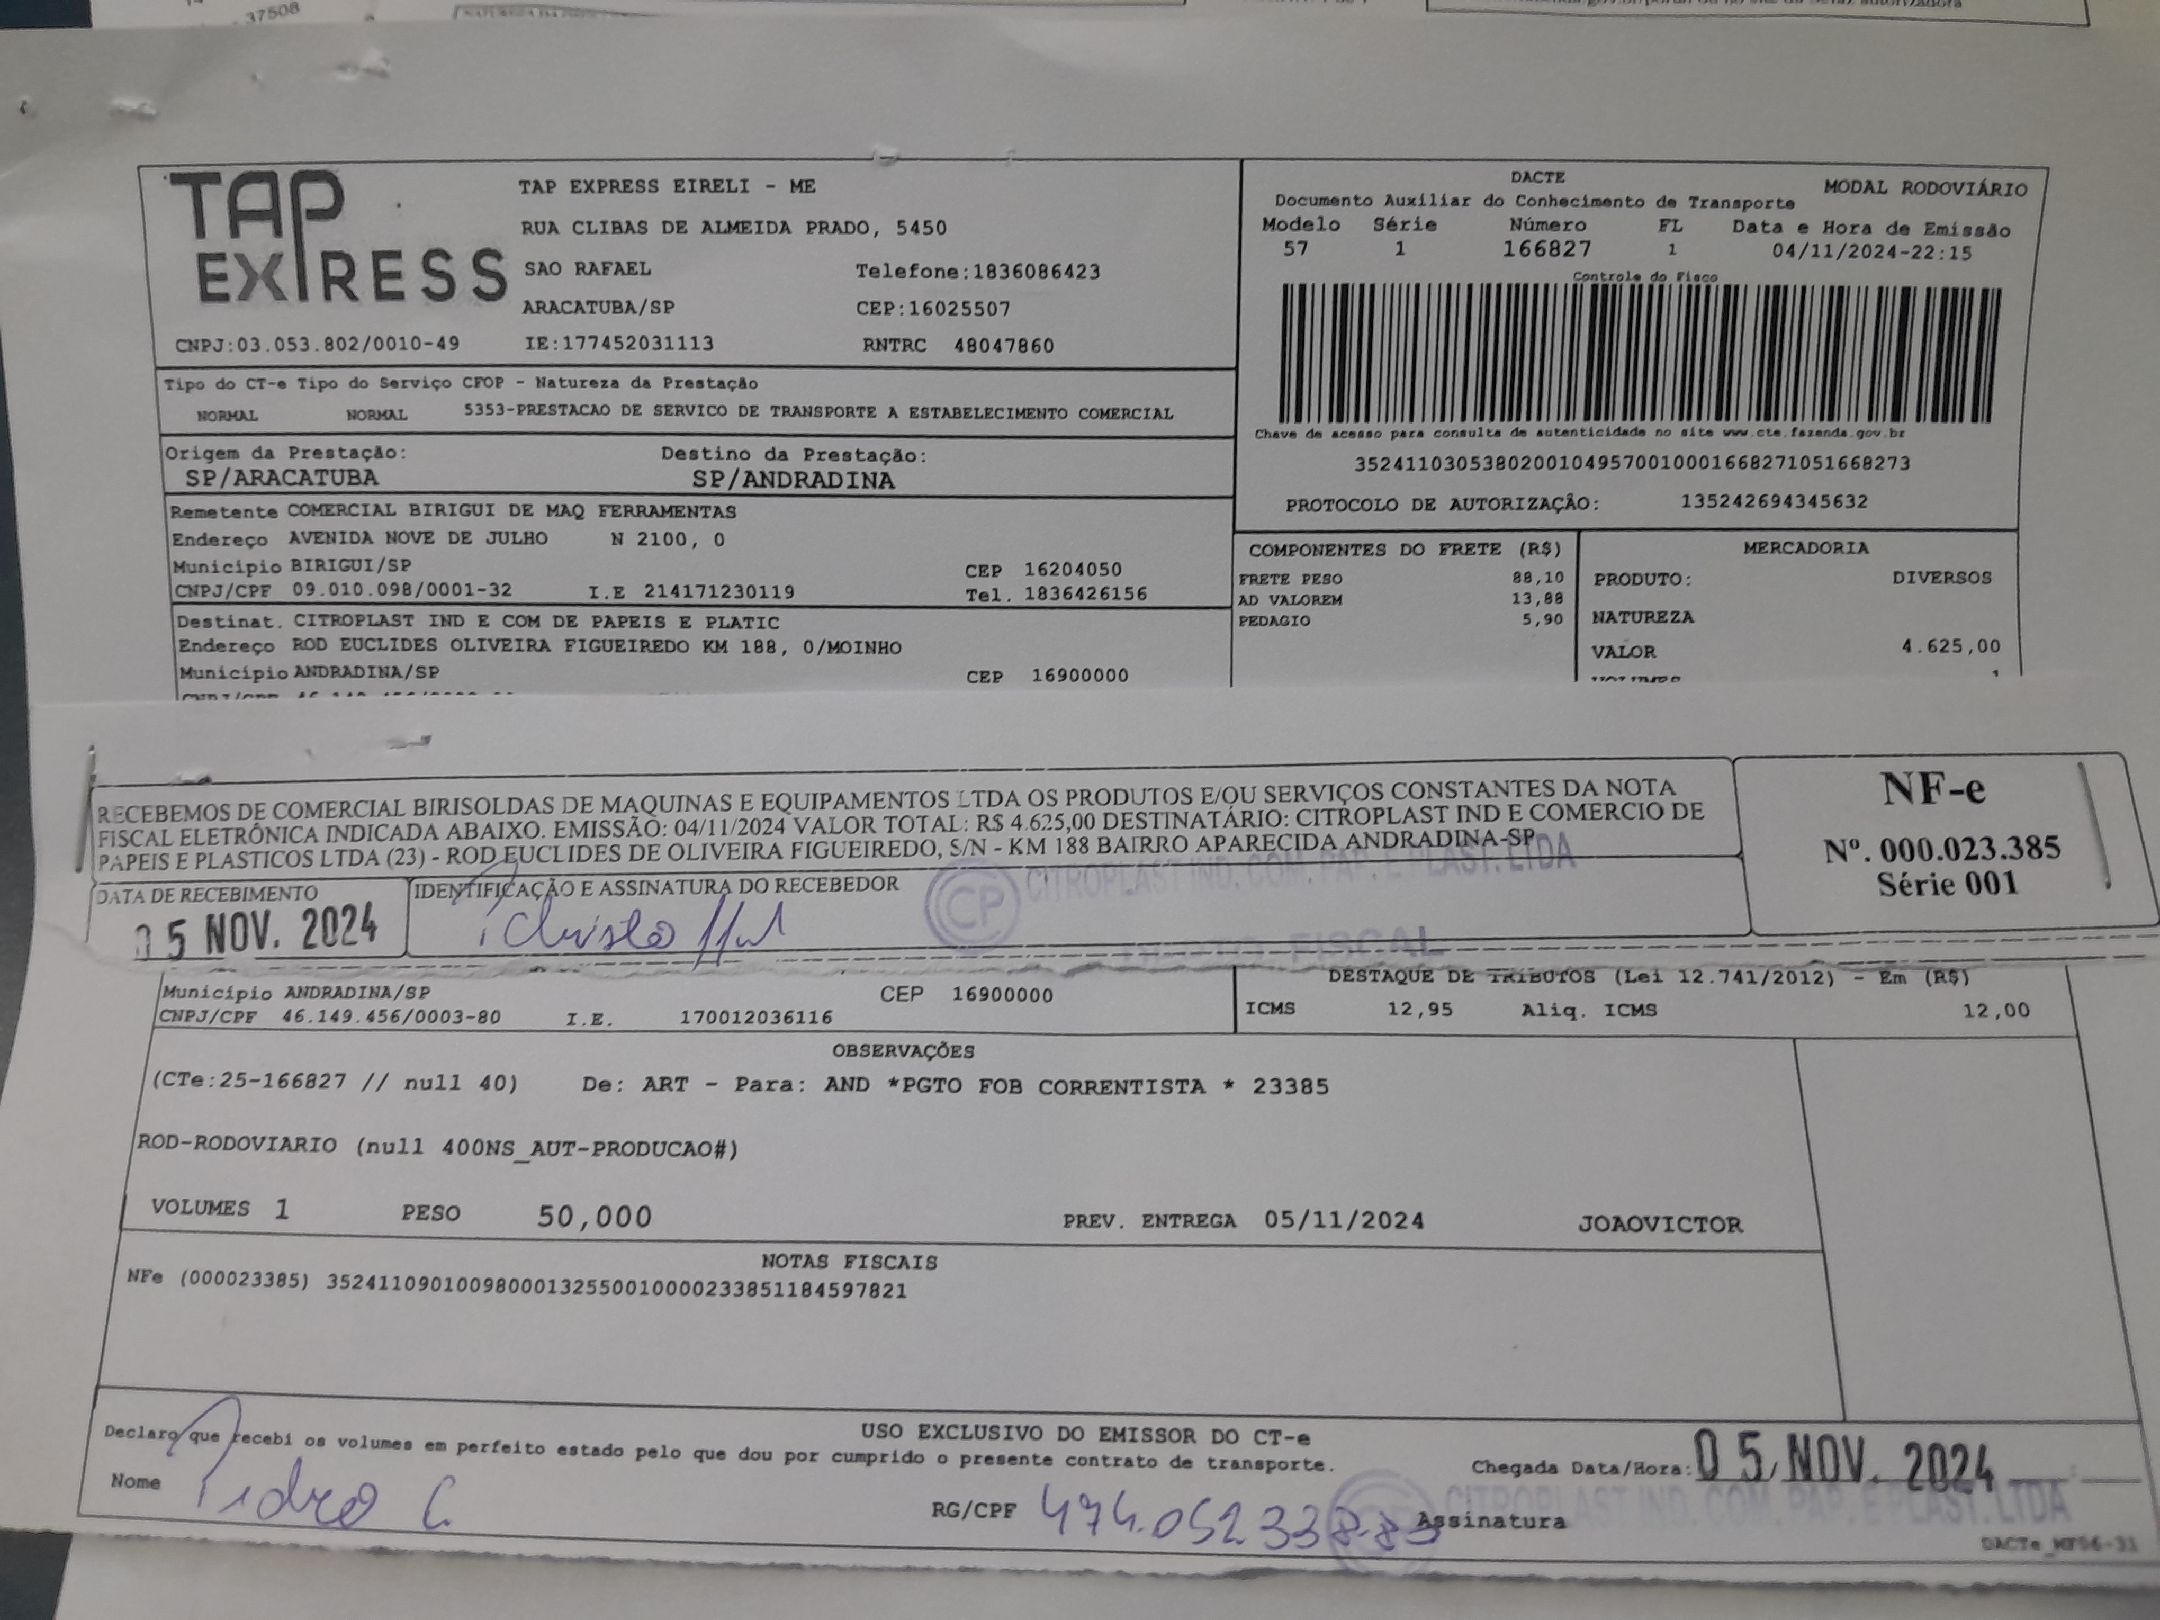 37508
TAP EXPRESS
TAP EXPRESS EIRELI - ME
RUA CLIBAS DE ALMEIDA PRADO, 5450
SAO RAFAEL Telefone:1836086423
ARACATUBA/SP CEP:16025507
CNPJ:03.053.802/0010-49 IE:177452031113 RNTRC 48047860
DACTE MODAL RODOVIÁRIO
Documento Auxiliar do Conhecimento de Transporte
Modelo Série Número FL Data e Hora de Emissão
57 1 166827 1 04/11/2024-22:15
Controle do Fisco
Chave de acesso para consulta de autenticidade no site www.cte.fazenda.gov.br
35241103053802001049570010001668271051668273
PROTOCOLO DE AUTORIZAÇÃO: 135242694345632
Tipo do CT-e Tipo do Serviço CFOP - Natureza da Prestação
NORMAL NORMAL 5353-PRESTACAO DE SERVICO DE TRANSPORTE A ESTABELECIMENTO COMERCIAL
Origem da Prestação: Destino da Prestação:
SP/ARACATUBA SP/ANDRADINA
Remetente COMERCIAL BIRIGUI DE MAQ FERRAMENTAS
Endereço AVENIDA NOVE DE JULHO N 2100, 0
Município BIRIGUI/SP CEP 16204050
CNPJ/CPF 09.010.098/0001-32 I.E 214171230119 Tel. 1836426156
Destinat. CITROPLAST IND E COM DE PAPEIS E PLATIC
Endereço ROD EUCLIDES OLIVEIRA FIGUEIREDO KM 188, 0/MOINHO
Município ANDRADINA/SP CEP 16900000
COMPONENTES DO FRETE (R$)
FRETE PESO 88,10
AD VALOREM 13,88
PEDAGIO 5,90
MERCADORIA
PRODUTO: DIVERSOS
NATUREZA
VALOR 4.625,00
RECEBEMOS DE COMERCIAL BIRISOLDAS DE MAQUINAS E EQUIPAMENTOS LTDA OS PRODUTOS E/OU SERVIÇOS CONSTANTES DA NOTA
FISCAL ELETRÔNICA INDICADA ABAIXO. EMISSÃO: 04/11/2024 VALOR TOTAL: R$ 4.625,00 DESTINATÁRIO: CITROPLAST IND E COMERCIO DE
PAPEIS E PLASTICOS LTDA (23) - ROD EUCLIDES DE OLIVEIRA FIGUEIREDO, S/N - KM 188 BAIRRO APARECIDA ANDRADINA-SP
NF-e
Nº. 000.023.385
Série 001
DATA DE RECEBIMENTO IDENTIFICAÇÃO E ASSINATURA DO RECEBEDOR
05 NOV. 2024
CP CITROPLAST IND. COM. PAP. E PLAST. LTDA
FISCAL
Município ANDRADINA/SP CEP 16900000
CNPJ/CPF 46.149.456/0003-80 I.E. 170012036116
DESTAQUE DE TRIBUTOS (Lei 12.741/2012) - Em (R$)
ICMS 12,95 Aliq. ICMS 12,00
OBSERVAÇÕES
(CTe:25-166827 // null 40) De: ART - Para: AND *PGTO FOB CORRENTISTA * 23385
ROD-RODOVIARIO (null 400NS_AUT-PRODUCAO#)
VOLUMES 1 PESO 50,000 PREV. ENTREGA 05/11/2024 JOAOVICTOR
NOTAS FISCAIS
NFe (000023385) 35241109010098000132550010000233851184597821
USO EXCLUSIVO DO EMISSOR DO CT-e
Declaro que recebi os volumes em perfeito estado pelo que dou por cumprido o presente contrato de transporte.
Chegada Data/Hora: 05 NOV. 2024
Nome Pedro C. RG/CPF 474.052338-83 Assinatura
CITROPLAST IND. COM. PAP. E PLAST. LTDA